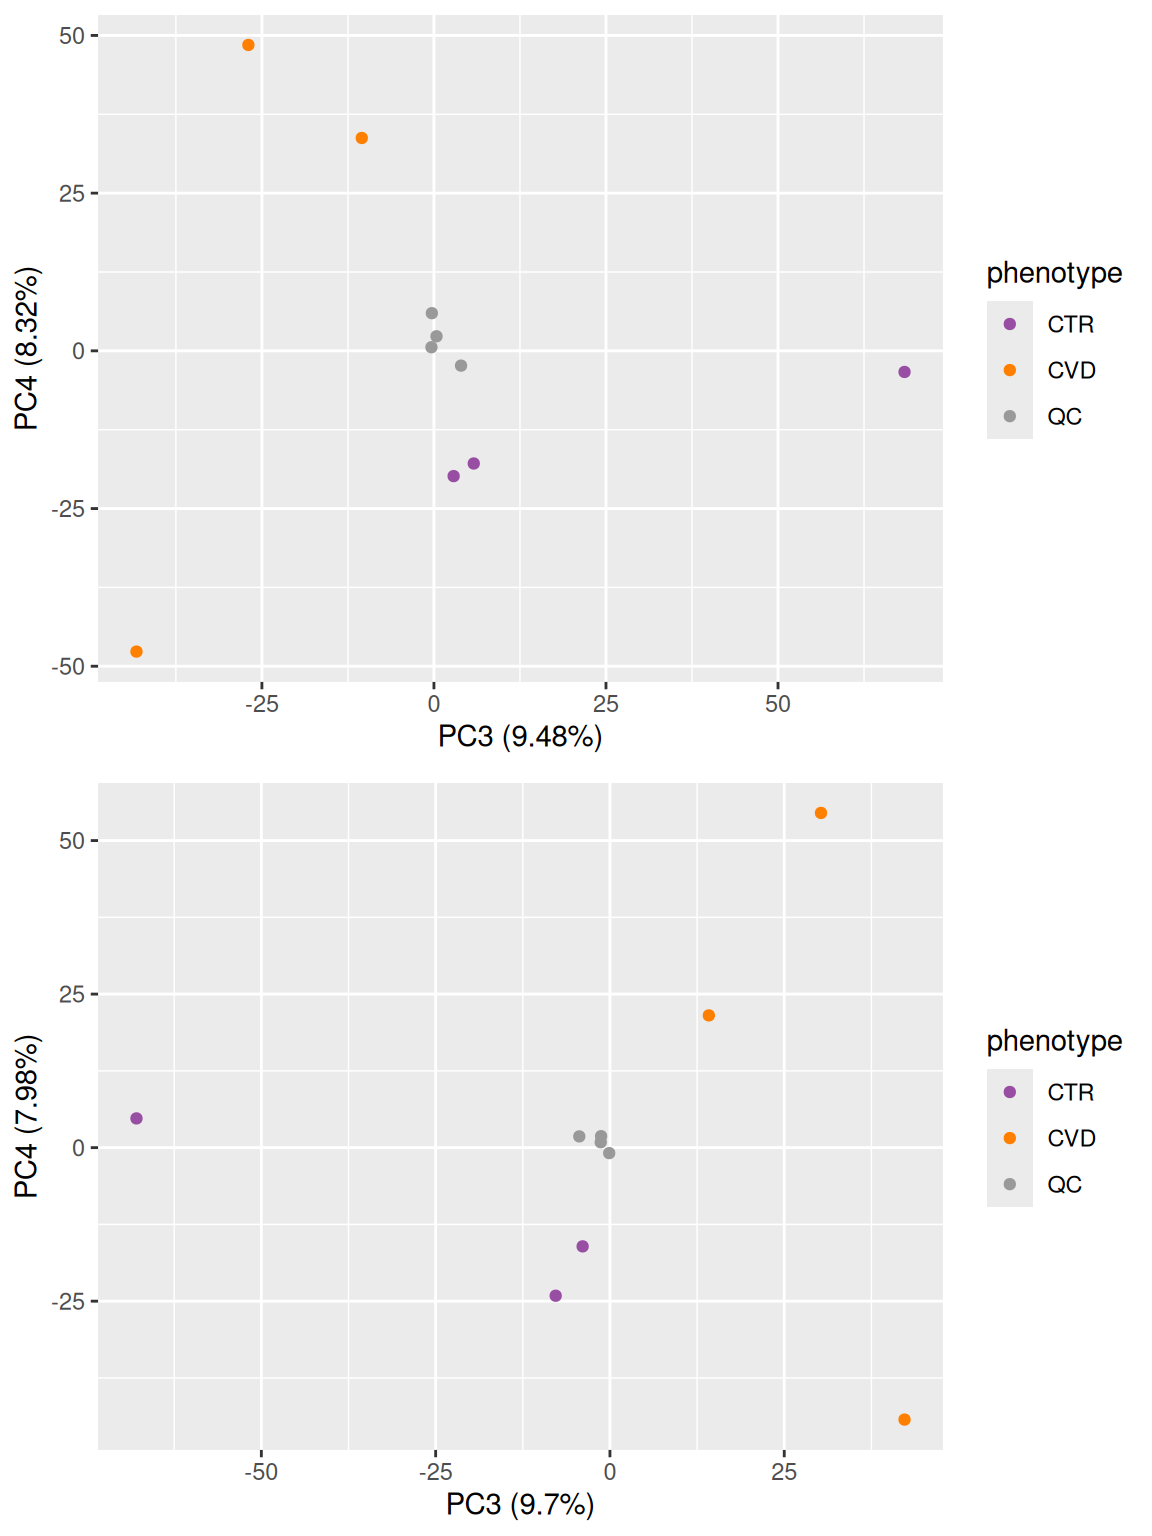 50
25
0
-25
-50
PC4 (8.32%)
-25 0 25 50
PC3 (9.48%)
phenotype
CTR
CVD
QC
50
25
0
-25
PC4 (7.98%)
-50 -25 0 25
PC3 (9.7%)
phenotype
CTR
CVD
QC